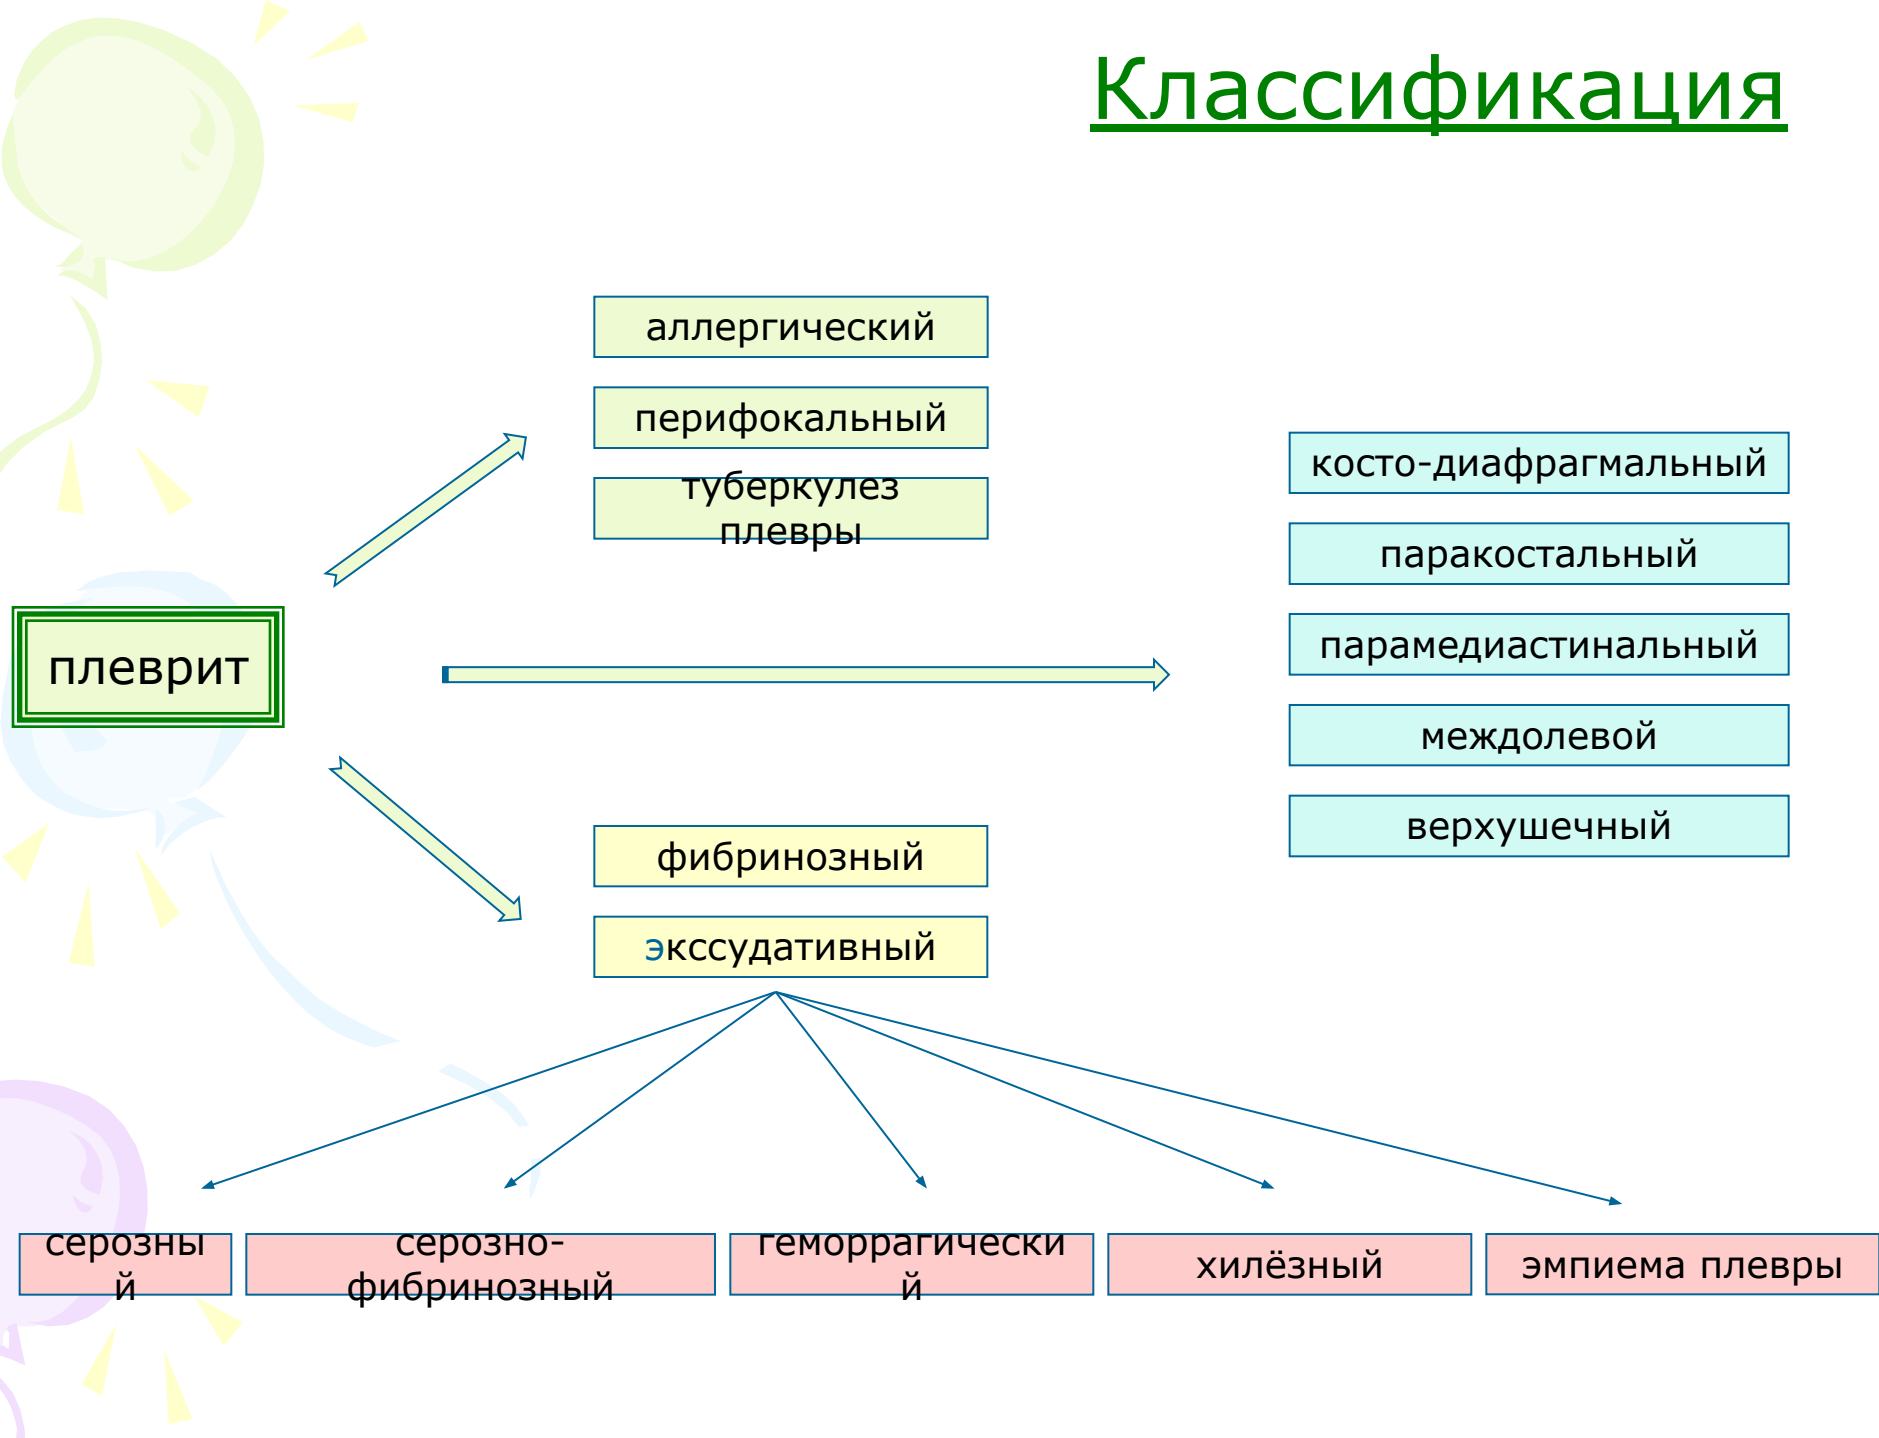 Классификация
аллергический
перифокальный
туберкулез
плевры
косто-диафрагмальный
паракостальный
парамедиастинальный
междолевой
верхушечный
плеврит
фибринозный
экссудативный
серозны
й
серозно-
фибринозный
геморрагически
й
хилёзный
эмпиема плевры